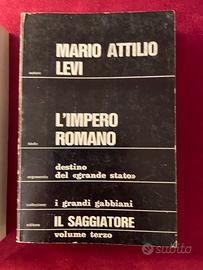 MARIO ATTILIO
LEVI
autore
L'IMPERO
ROMANO
titolo
destino
argomento del «grande stato»
collezione i grandi gabbiani
editore IL SAGGIATORE
volume terzo
subito